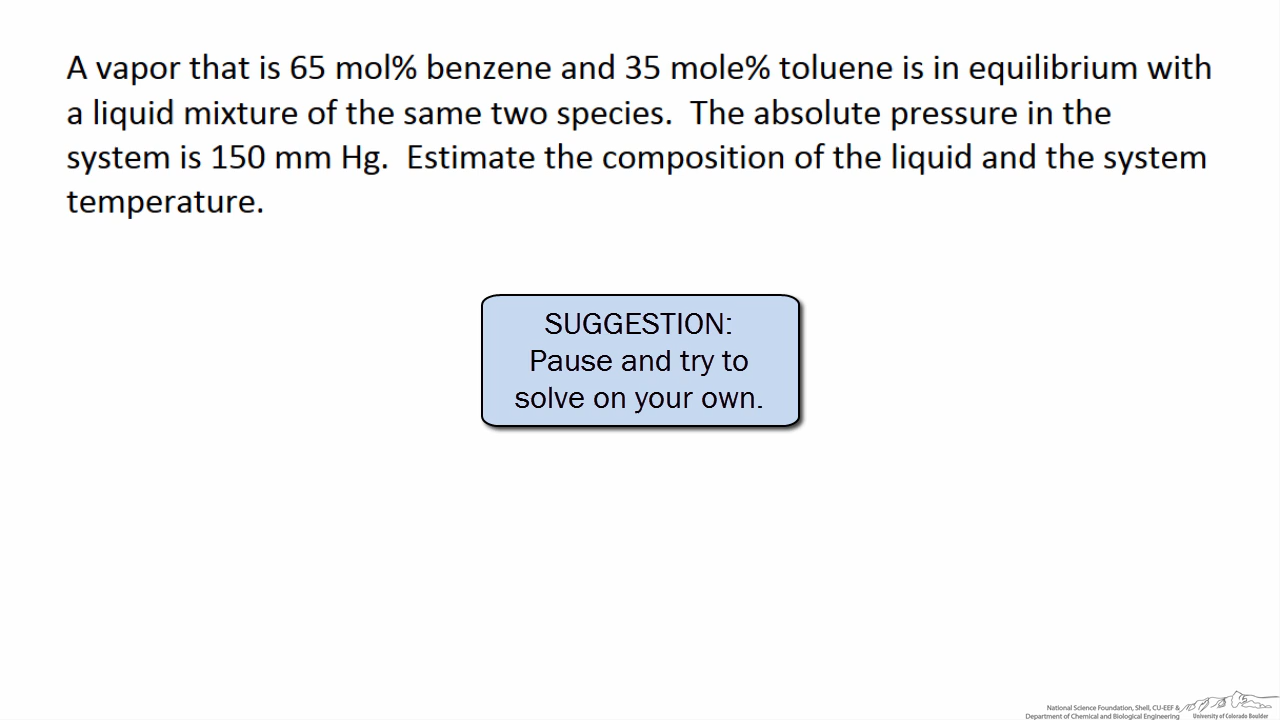 A vapor that is 65 mol% benzene and 35 mole% toluene is in equilibrium with
a liquid mixture of the same two species.  The absolute pressure in the
system is 150 mm Hg.  Estimate the composition of the liquid and the system
temperature.
SUGGESTION:
Pause and try to
solve on your own.
National Science Foundation, Shell, CU-EEF &
Department of Chemical and Biological Engineering
University of Colorado Boulder